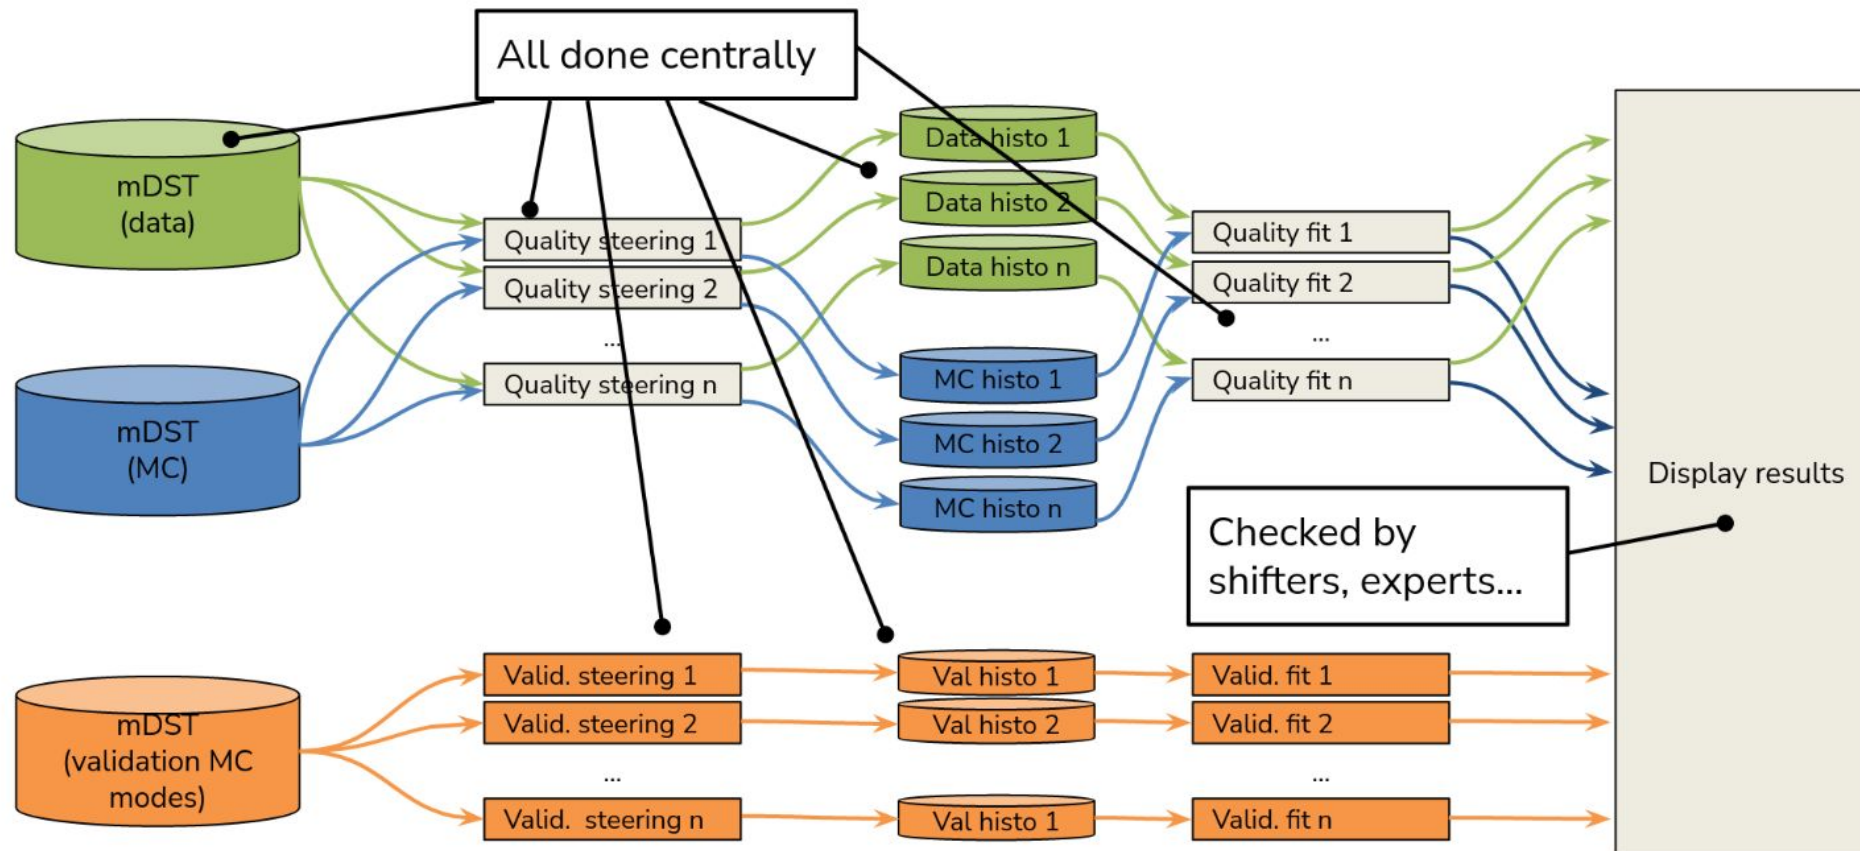 All done centrally
mDST
(data)
mDST
(MC)
Quality steering 1
Quality steering 2
...
Quality steering n
Data histo 1
Data histo 2
Data histo n
MC histo 1
MC histo 2
MC histo n
Quality fit 1
Quality fit 2
...
Quality fit n
Display results
Checked by
shifters, experts...
mDST
(validation MC
modes)
Valid. steering 1
Valid. steering 2
...
Valid. steering n
Val histo 1
Val histo 2
Val histo 1
Valid. fit 1
Valid. fit 2
...
Valid. fit n